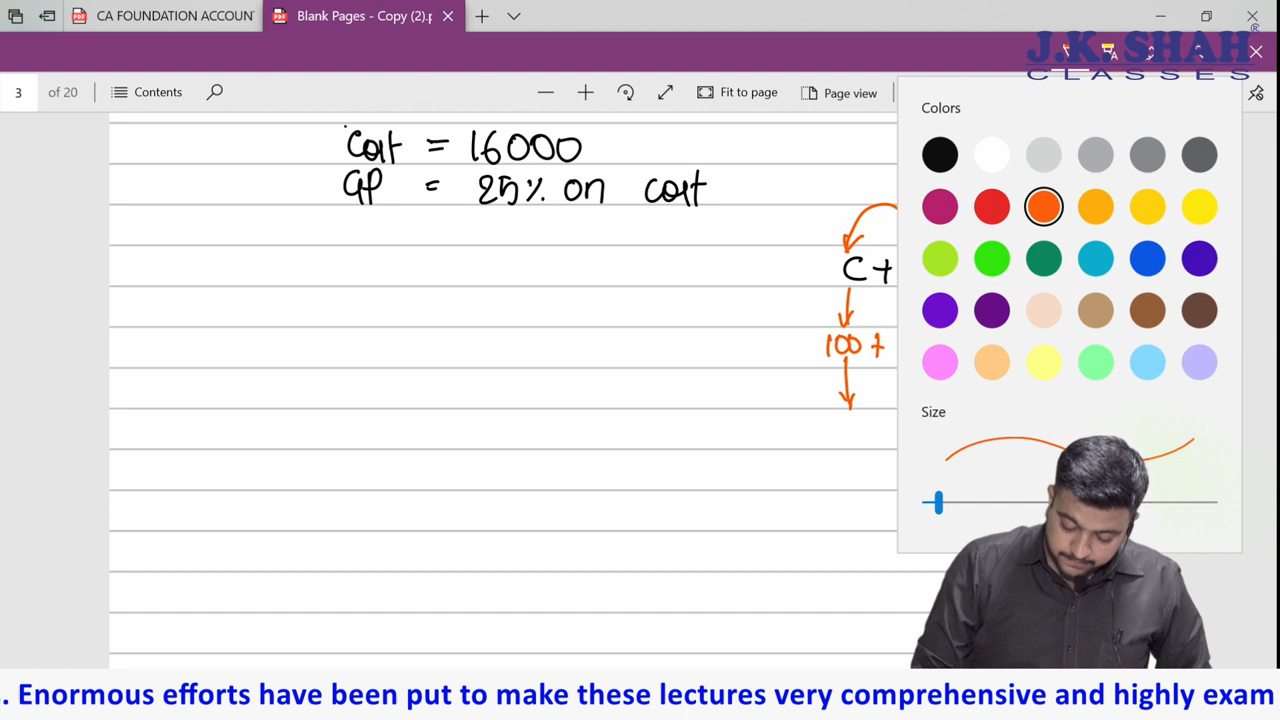 CA FOUNDATION ACCOUN
Blank Pages - Copy (2).p
J.K. SHAH®
CLASSES
3 of 20
Contents
Fit to page
Page view
Cost = 16000
GP = 25% on Cost
C +
100 +
Colors
Size
. Enormous efforts have been put to make these lectures very comprehensive and highly exam